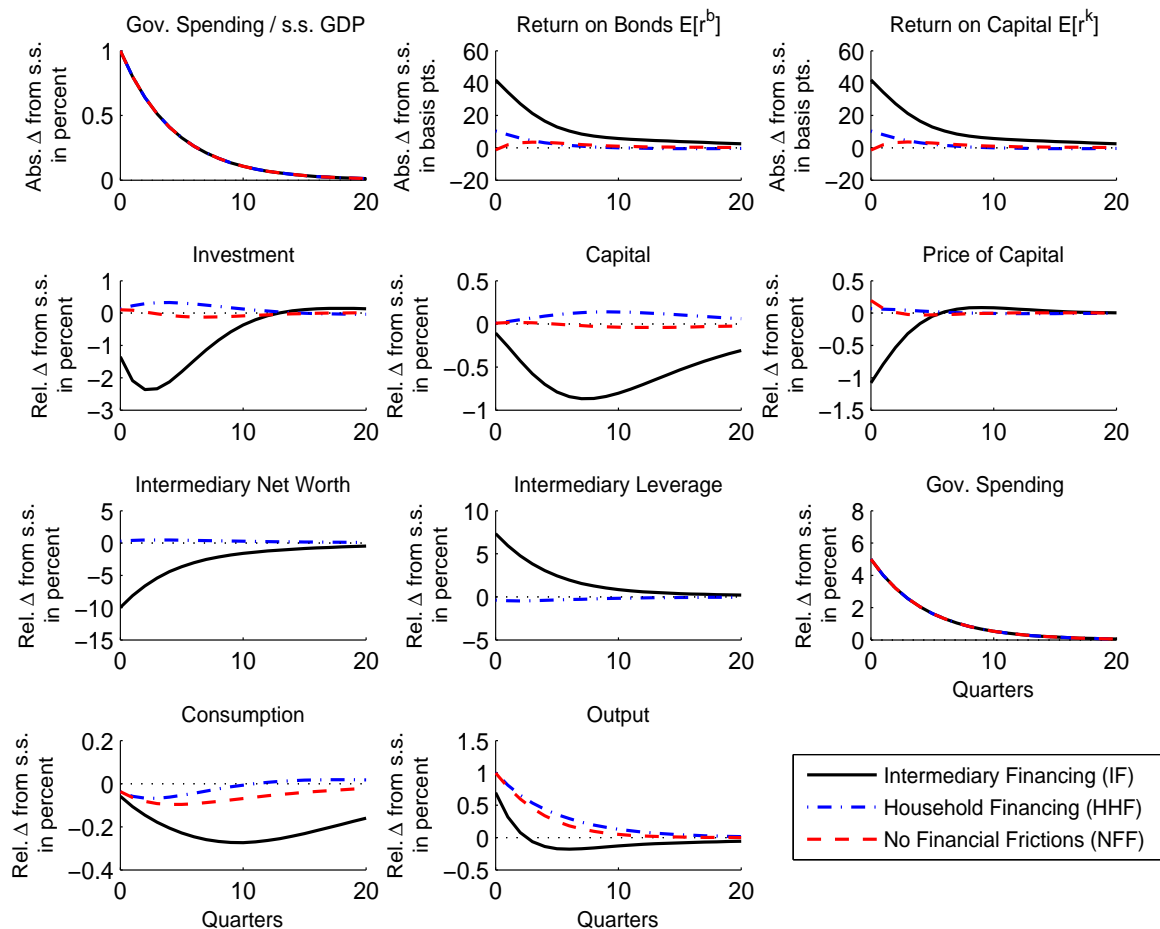 Gov. Spending / s.s. GDP
Abs. Δ from s.s.
in percent
1
0.5
0
0 10 20
Return on Bonds E[r^b]
Abs. Δ from s.s.
in basis pts.
60
40
20
0
−20
0 10 20
Return on Capital E[r^k]
Abs. Δ from s.s.
in basis pts.
60
40
20
0
−20
0 10 20
Investment
Rel. Δ from s.s.
in percent
1
0
−1
−2
−3
0 10 20
Capital
Rel. Δ from s.s.
in percent
0.5
0
−0.5
−1
0 10 20
Price of Capital
Rel. Δ from s.s.
in percent
0.5
0
−0.5
−1
−1.5
0 10 20
Intermediary Net Worth
Rel. Δ from s.s.
in percent
5
0
−5
−10
−15
0 10 20
Intermediary Leverage
Rel. Δ from s.s.
in percent
10
5
0
−5
0 10 20
Gov. Spending
Rel. Δ from s.s.
in percent
8
6
4
2
0
0 10 20
Quarters
Consumption
Rel. Δ from s.s.
in percent
0.2
0
−0.2
−0.4
0 10 20
Quarters
Output
Rel. Δ from s.s.
in percent
1.5
1
0.5
0
−0.5
0 10 20
Quarters
Intermediary Financing (IF)
Household Financing (HHF)
No Financial Frictions (NFF)